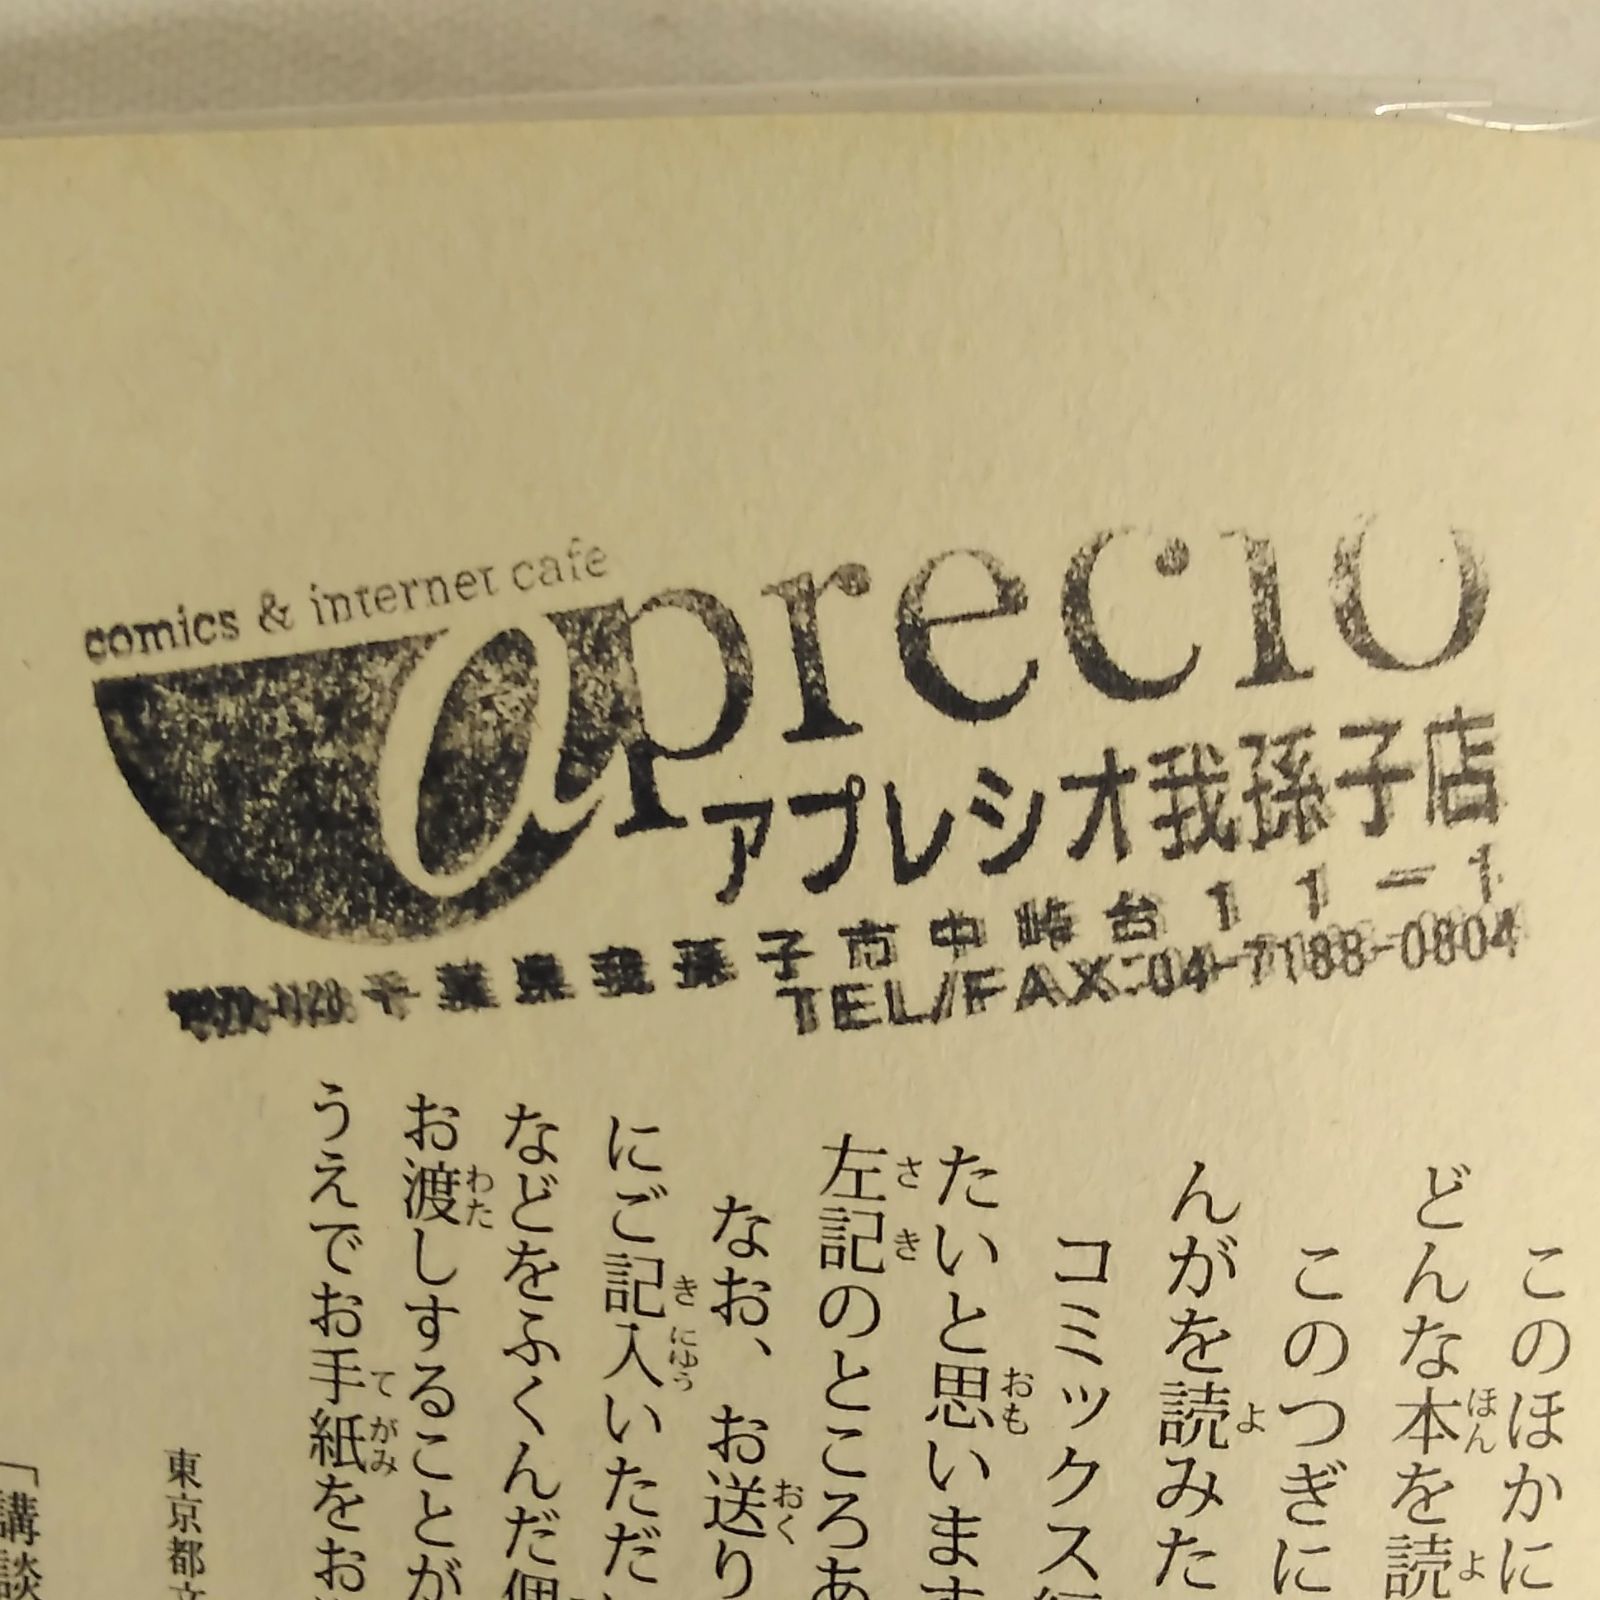 comics & internet cafe
aprecio
アプレシオ我孫子店
千葉県我孫子市中峠台11-1
TEL/FAX:04-7188-0804
このほかに
どんな本を読
このつぎに
んがを読みた
コミックス
たいと思います
左記のところあ
なお、お送り
にご記入いただ
などをふくんだ個
お渡しすることが
うえでお手紙をお
東京都文
「講談